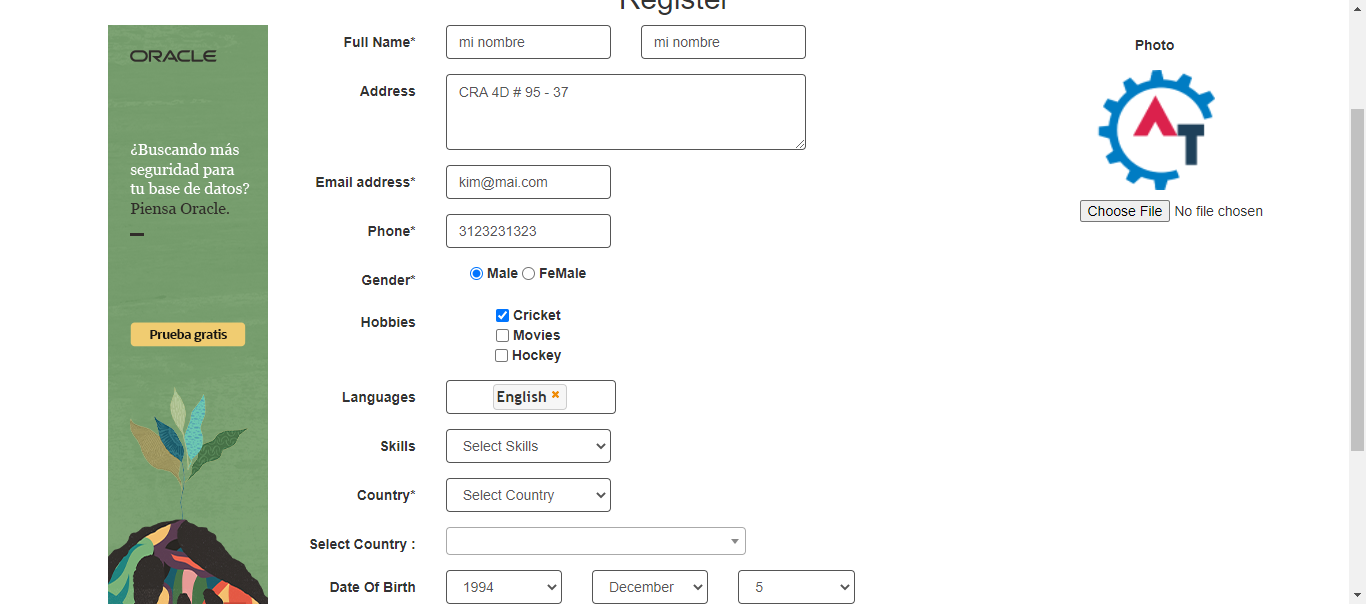 Register
ORACLE
¿Buscando más
seguridad para
tu base de datos?
Piensa Oracle.
Prueba gratis
Full Name* mi nombre mi nombre
Address CRA 4D # 95 - 37
Email address* kim@mai.com
Phone* 3123231323
Gender* Male FeMale
Hobbies Cricket
Movies
Hockey
Languages English
Skills Select Skills
Country* Select Country
Select Country :
Date Of Birth 1994 December 5
Photo
AT
Choose File No file chosen